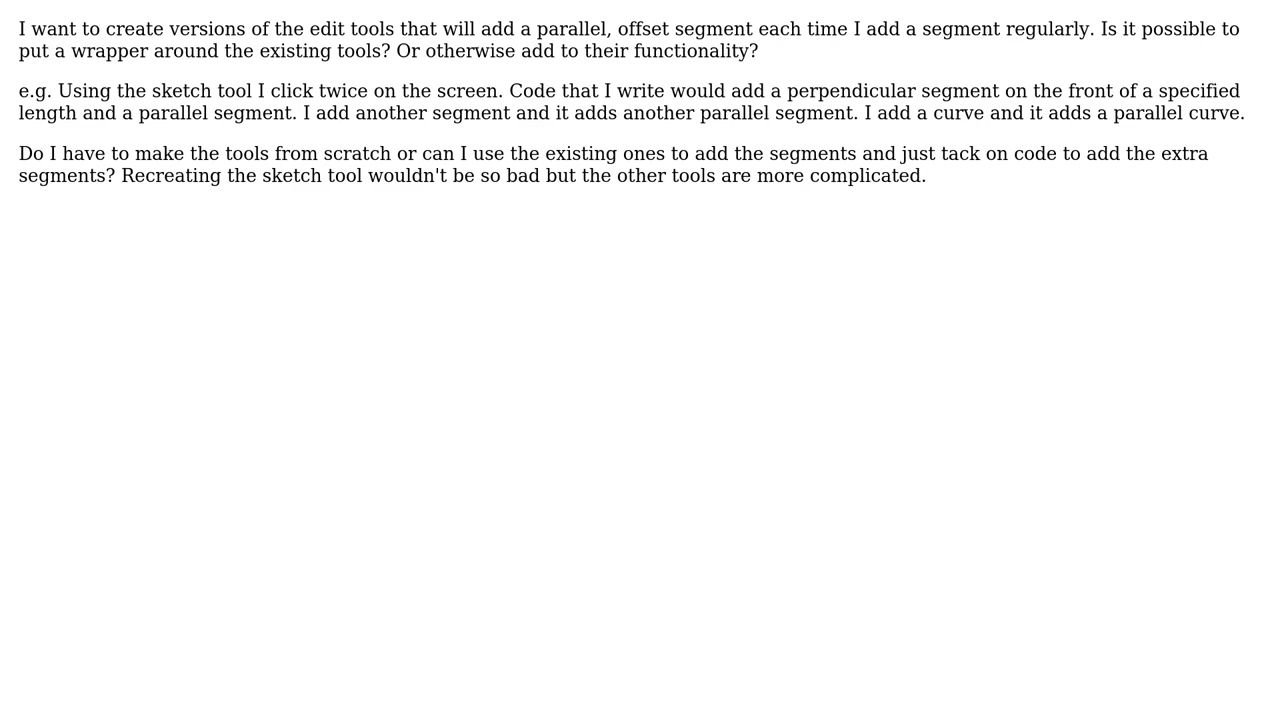 I want to create versions of the edit tools that will add a parallel, offset segment each time I add a segment regularly. Is it possible to
put a wrapper around the existing tools? Or otherwise add to their functionality?
e.g. Using the sketch tool I click twice on the screen. Code that I write would add a perpendicular segment on the front of a specified
length and a parallel segment. I add another segment and it adds another parallel segment. I add a curve and it adds a parallel curve.
Do I have to make the tools from scratch or can I use the existing ones to add the segments and just tack on code to add the extra
segments? Recreating the sketch tool wouldn't be so bad but the other tools are more complicated.